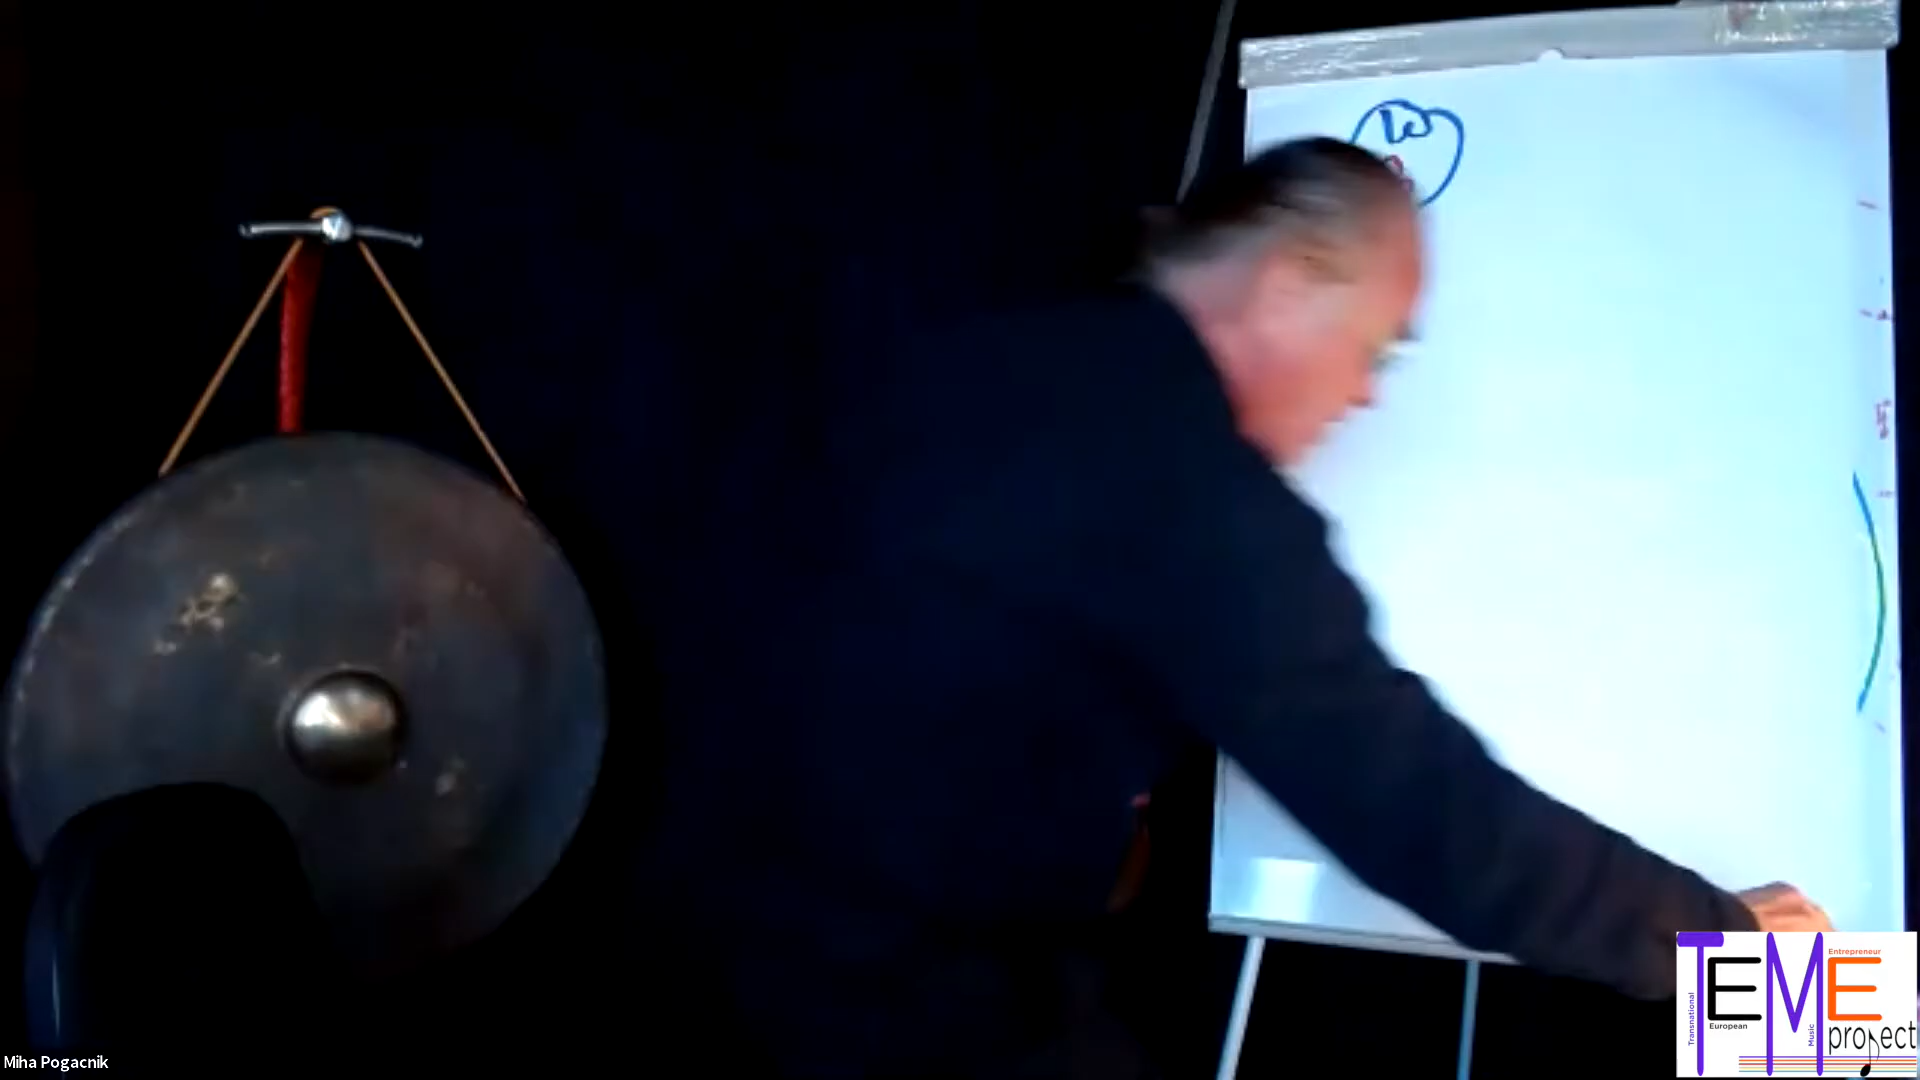 Miha Pogacnik
TEME
Transnational
European
Music
Entrepreneur
project